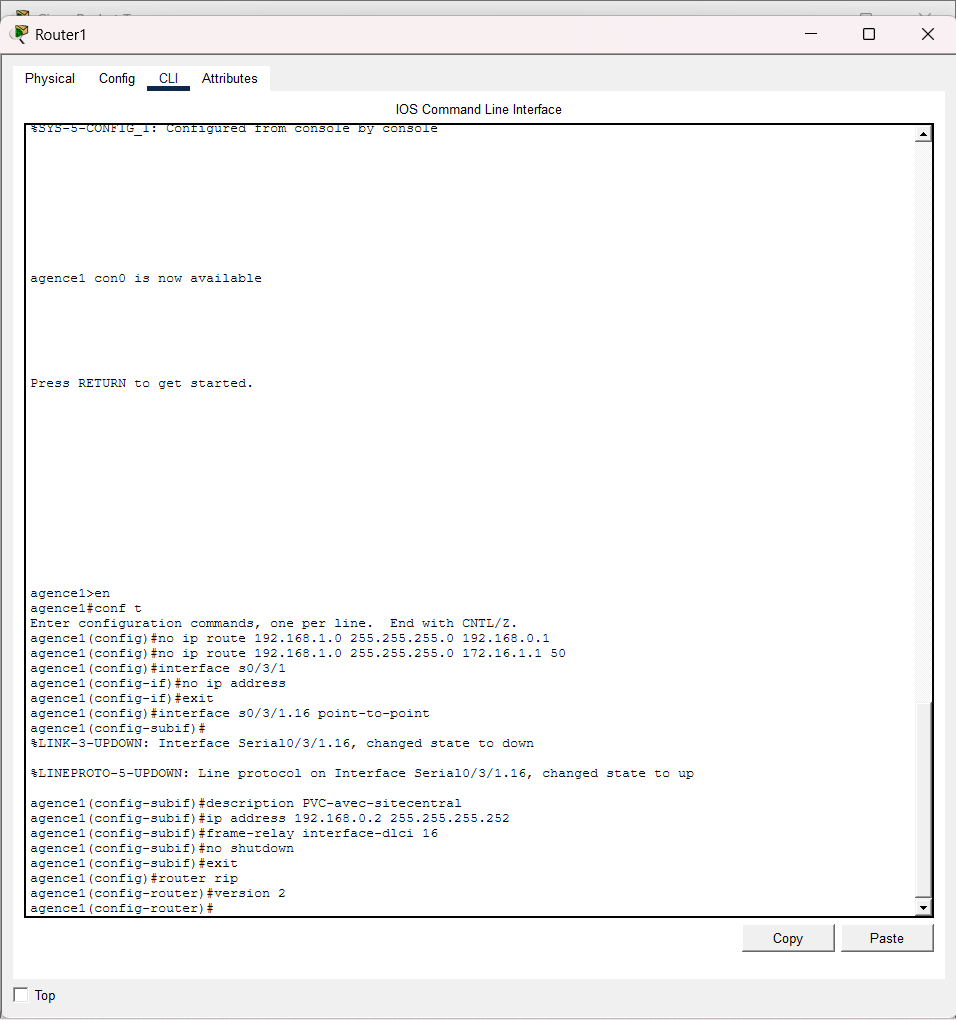 Router1
Physical Config CLI Attributes
IOS Command Line Interface
%SYS-5-CONFIG_I: Configured from console by console
agence1 con0 is now available
Press RETURN to get started.
agence1>en
agence1#conf t
Enter configuration commands, one per line.  End with CNTL/Z.
agence1(config)#no ip route 192.168.1.0 255.255.255.0 192.168.0.1
agence1(config)#no ip route 192.168.1.0 255.255.255.0 172.16.1.1 50
agence1(config)#interface s0/3/1
agence1(config-if)#no ip address
agence1(config-if)#exit
agence1(config)#interface s0/3/1.16 point-to-point
agence1(config-subif)#
%LINK-3-UPDOWN: Interface Serial0/3/1.16, changed state to down
%LINEPROTO-5-UPDOWN: Line protocol on Interface Serial0/3/1.16, changed state to up
agence1(config-subif)#description PVC-avec-sitecentral
agence1(config-subif)#ip address 192.168.0.2 255.255.255.252
agence1(config-subif)#frame-relay interface-dlci 16
agence1(config-subif)#no shutdown
agence1(config-subif)#exit
agence1(config)#router rip
agence1(config-router)#version 2
agence1(config-router)#
Copy Paste
Top